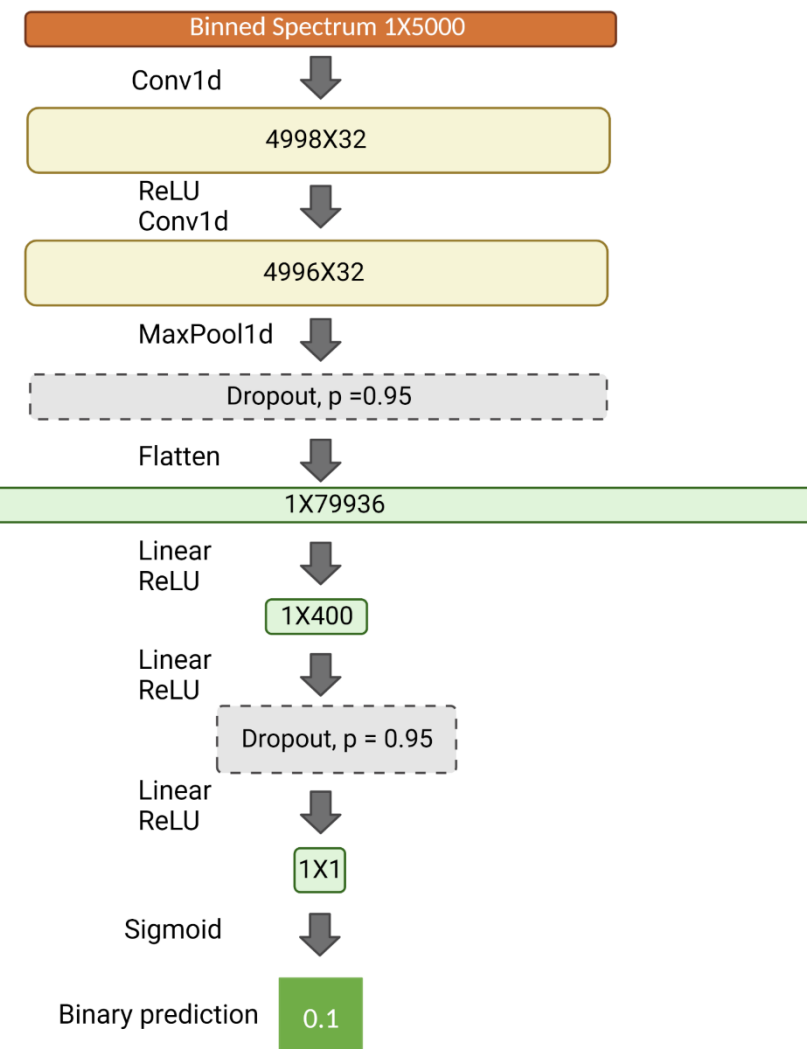 Binned Spectrum 1X5000
Conv1d
4998X32
ReLU
Conv1d
4996X32
MaxPool1d
Dropout, p =0.95
Flatten
1X79936
Linear
ReLU
1X400
Linear
ReLU
Dropout, p = 0.95
Linear
ReLU
1X1
Sigmoid
Binary prediction
0.1